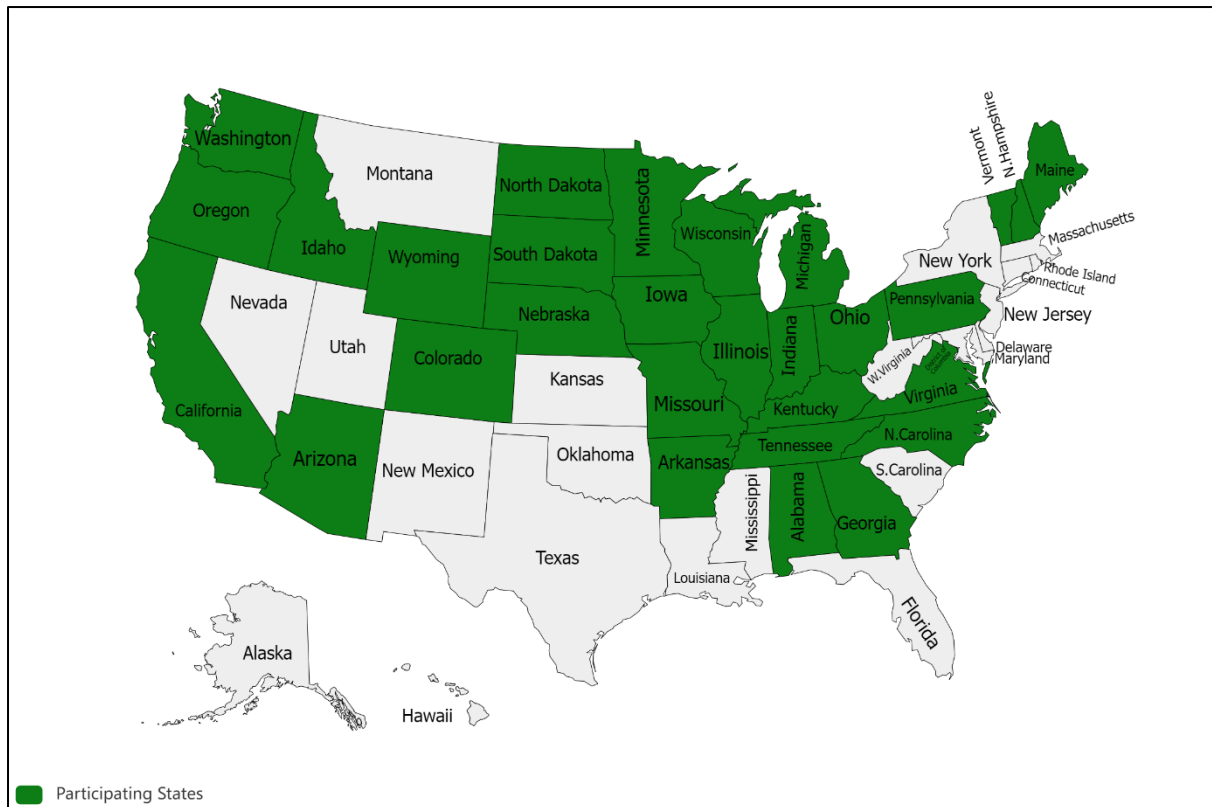 Washington
Montana
North Dakota
Minnesota
Vermont
N.Hampshire
Maine
Oregon
Idaho
Wyoming
South Dakota
Wisconsin
Michigan
New York
Massachusetts
Rhode Island
Connecticut
Nevada
Utah
Colorado
Nebraska
Iowa
Illinois
Indiana
Ohio
Pennsylvania
New Jersey
Delaware
Maryland
District of
Columbia
W.Virginia
Virginia
California
Arizona
New Mexico
Kansas
Oklahoma
Missouri
Kentucky
Tennessee
N.Carolina
S.Carolina
Arkansas
Texas
Louisiana
Mississippi
Alabama
Georgia
Florida
Alaska
Hawaii
Participating States